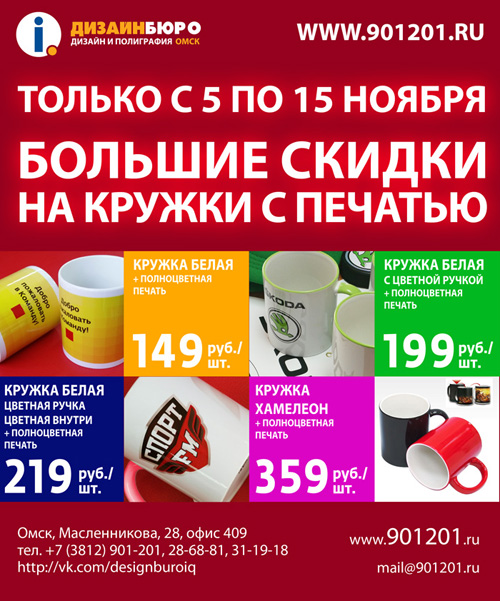 i.
ДИЗАЙНБЮРО
ДИЗАЙН И ПОЛИГРАФИЯ ОМСК
WWW.901201.RU
ТОЛЬКО С 5 ПО 15 НОЯБРЯ
БОЛЬШИЕ СКИДКИ
НА КРУЖКИ С ПЕЧАТЬЮ
Добро
пожаловать
в Команду!
Добро
пожаловать
в Команду!
КРУЖКА БЕЛАЯ
+ ПОЛНОЦВЕТНАЯ
ПЕЧАТЬ
149 руб./
шт.
ŠKODA
КРУЖКА БЕЛАЯ
С ЦВЕТНОЙ РУЧКОЙ
+ ПОЛНОЦВЕТНАЯ
ПЕЧАТЬ
199 руб./
шт.
КРУЖКА БЕЛАЯ
ЦВЕТНАЯ РУЧКА
ЦВЕТНАЯ ВНУТРИ
+ ПОЛНОЦВЕТНАЯ
ПЕЧАТЬ
219 руб./
шт.
СПОРТ
FM
КРУЖКА
ХАМЕЛЕОН
+ ПОЛНОЦВЕТНАЯ
ПЕЧАТЬ
359 руб./
шт.
Омск, Масленникова, 28, офис 409
тел. +7 (3812) 901-201, 28-68-81, 31-19-18
http://vk.com/designburoiq
www.901201.ru
mail@901201.ru